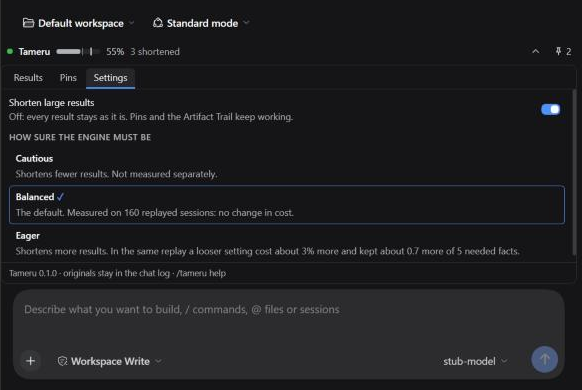 Default workspace Standard mode
Tameru 55% 3 shortened 2
Results Pins Settings
Shorten large results
Off: every result stays as it is. Pins and the Artifact Trail keep working.
HOW SURE THE ENGINE MUST BE
Cautious
Shortens fewer results. Not measured separately.
Balanced ✓
The default. Measured on 160 replayed sessions: no change in cost.
Eager
Shortens more results. In the same replay a looser setting cost about 3% more and kept about 0.7 more of 5 needed facts.
Tameru 0.1.0 · originals stay in the chat log · /tameru help
Describe what you want to build, / commands, @ files or sessions
+ Workspace Write stub-model